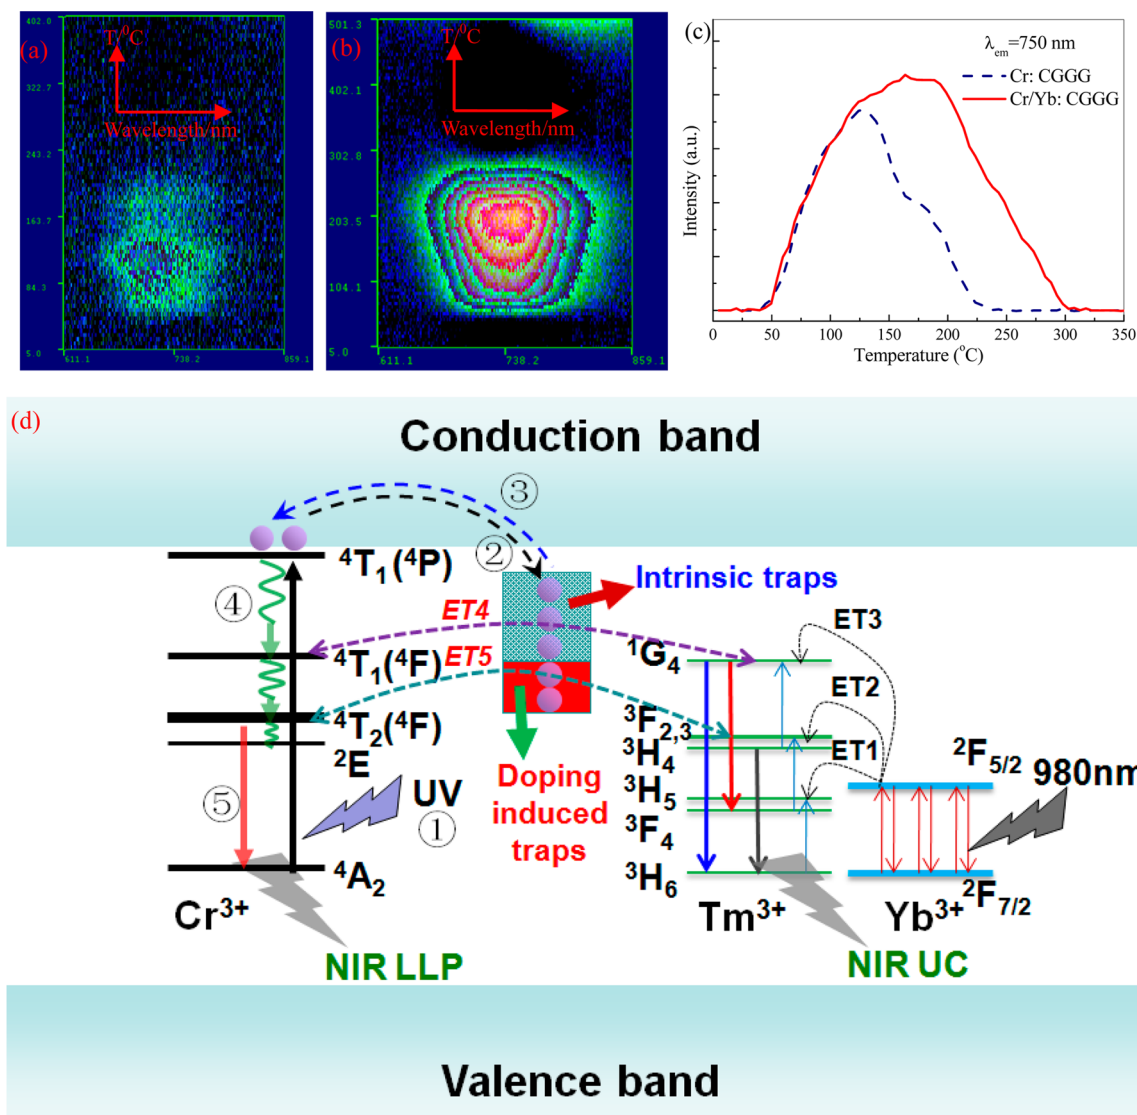 (a)
402.0
T/⁰C
322.7
Wavelength/nm
243.2
163.7
84.3
5.0
611.1
738.2
859.1
(b)
501.3
T/⁰C
402.1
Wavelength/nm
302.8
203.5
104.1
5.0
611.1
738.2
859.1
(c)
λem=750 nm
Cr: CGGG
Cr/Yb: CGGG
Intensity (a.u.)
0 50 100 150 200 250 300 350
Temperature (°C)
(d)
Conduction band
③
②
⁴T₁(⁴P)
Intrinsic traps
④
ET4
ET3
⁴T₁(⁴F)
ET5
¹G₄
ET2
⁴T₂(⁴F)
³F₂,₃
ET1
²E
³H₄
²F₅/₂
980nm
Doping
induced
traps
UV
①
⑤
³H₅
³F₄
⁴A₂
³H₆
²F₇/₂
Cr³⁺
Tm³⁺
Yb³⁺
NIR LLP
NIR UC
Valence band